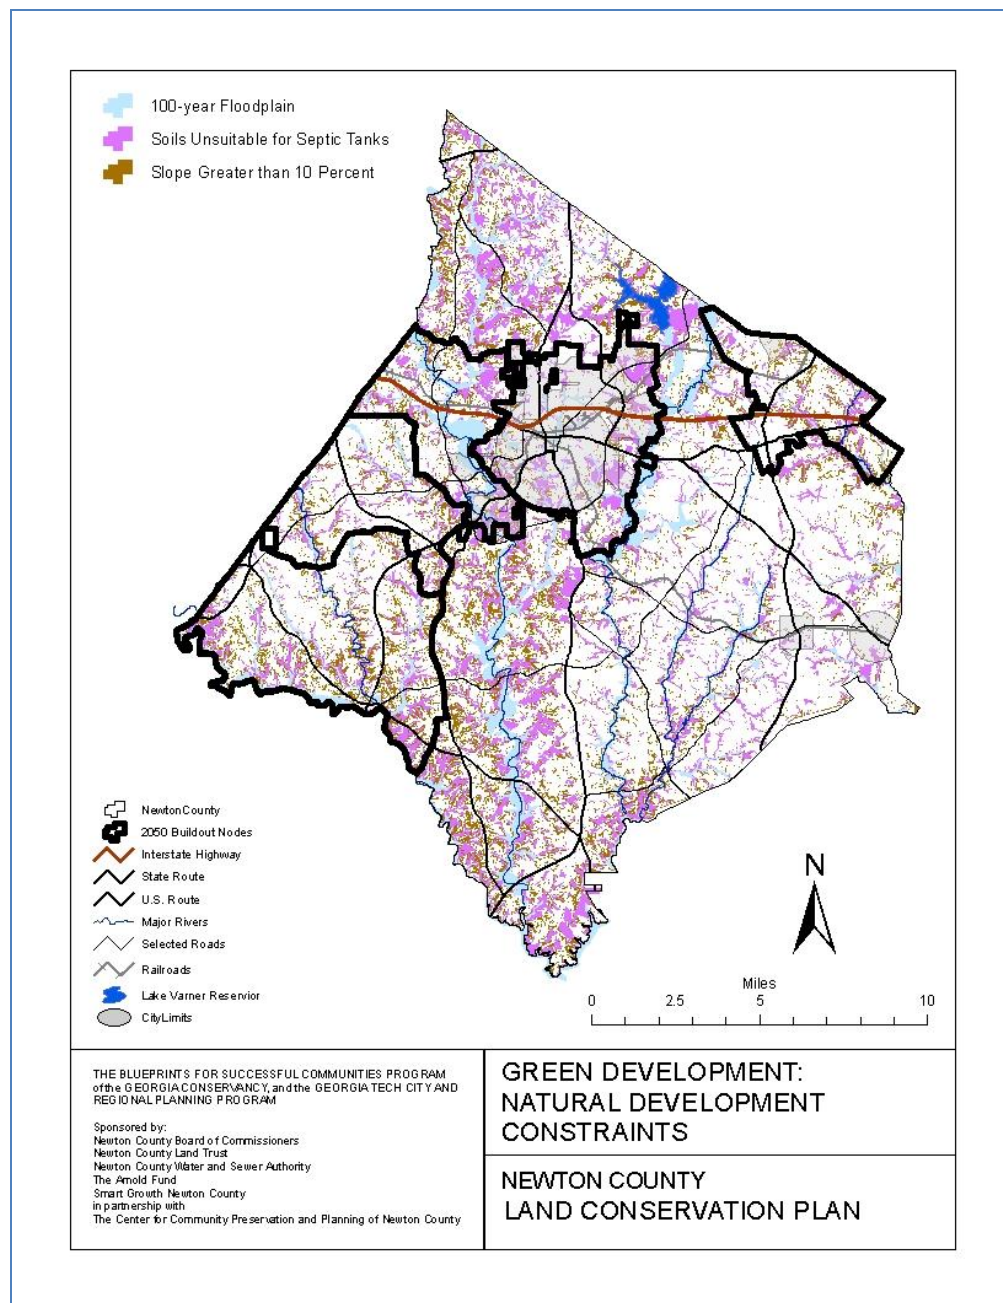 100-year Floodplain
Soils Unsuitable for Septic Tanks
Slope Greater than 10 Percent
Newton County
2050 Buildout Nodes
Interstate Highway
State Route
U.S. Route
Major Rivers
Selected Roads
Railroads
Lake Varner Reservior
City Limits
N
Miles
0 2.5 5 10
THE BLUEPRINTS FOR SUCCESSFUL COMMUNITIES PROGRAM
of the GEORGIA CONSERVANCY, and the GEORGIA TECH CITY AND
REGIONAL PLANNING PROGRAM
Sponsored by:
Newton County Board of Commissioners
Newton County Land Trust
Newton County Water and Sewer Authority
The Arnold Fund
Smart Growth Newton County
in partnership with
The Center for Community Preservation and Planning of Newton County
GREEN DEVELOPMENT:
NATURAL DEVELOPMENT
CONSTRAINTS
NEWTON COUNTY
LAND CONSERVATION PLAN